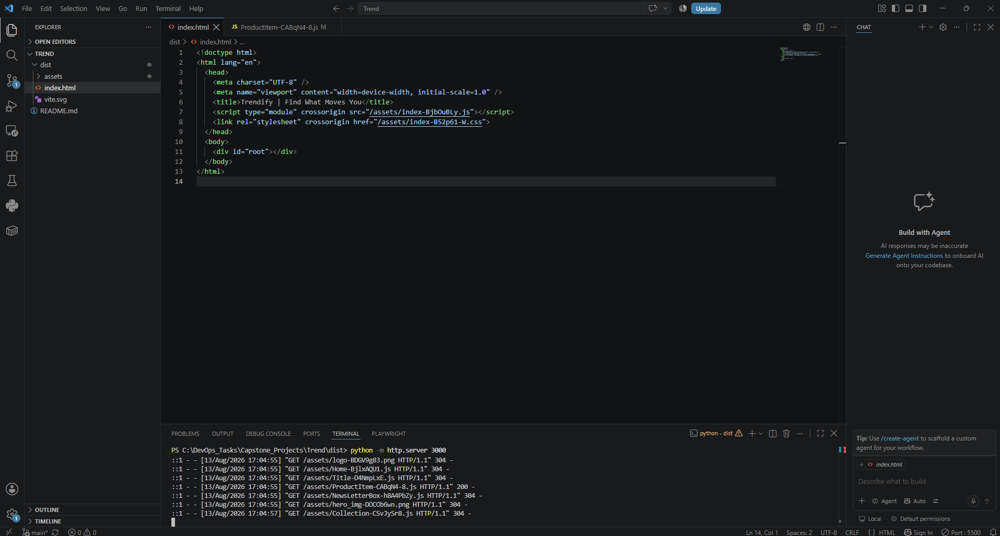 File Edit Selection View Go Run Terminal Help
Trend
Update
EXPLORER
OPEN EDITORS
TREND
dist
assets
index.html
vite.svg
README.md
OUTLINE
TIMELINE
index.html
JS ProductItem-CABqN4-8.js M
dist > index.html > ...
1 <!doctype html>
2 <html lang="en">
3 <head>
4 <meta charset="UTF-8" />
5 <meta name="viewport" content="width=device-width, initial-scale=1.0" />
6 <title>Trendify | Find What Moves You</title>
7 <script type="module" crossorigin src="/assets/index-BjbOuBLy.js"></script>
8 <link rel="stylesheet" crossorigin href="/assets/index-B52p61-W.css">
9 </head>
10 <body>
11 <div id="root"></div>
12 </body>
13 </html>
14
PROBLEMS OUTPUT DEBUG CONSOLE PORTS TERMINAL PLAYWRIGHT
python - dist
PS C:\DevOps_Tasks\Capstone_Projects\Trend\dist> python -m http.server 3000
::1 - - [13/Aug/2026 17:04:55] "GET /assets/logo-BDGV9g83.png HTTP/1.1" 304 -
::1 - - [13/Aug/2026 17:04:55] "GET /assets/Home-BjlxAQU1.js HTTP/1.1" 304 -
::1 - - [13/Aug/2026 17:04:55] "GET /assets/Title-D4NmpLxE.js HTTP/1.1" 304 -
::1 - - [13/Aug/2026 17:04:55] "GET /assets/ProductItem-CABqN4-8.js HTTP/1.1" 200 -
::1 - - [13/Aug/2026 17:04:55] "GET /assets/NewsLetterBox-h8A4PbZy.js HTTP/1.1" 304 -
::1 - - [13/Aug/2026 17:04:55] "GET /assets/hero_img-DOCOb6wn.png HTTP/1.1" 304 -
::1 - - [13/Aug/2026 17:04:57] "GET /assets/Collection-CSvJySr8.js HTTP/1.1" 304 -
CHAT
Build with Agent
AI responses may be inaccurate
Generate Agent Instructions to onboard AI
onto your codebase.
Tip: Use /create-agent to scaffold a custom
agent for your workflow.
index.html
Describe what to build
Agent Auto
Local Default permissions
1
1
main* 0 0
Ln 14, Col 1 Spaces: 2 UTF-8 CRLF { } HTML Sign In Port : 5500